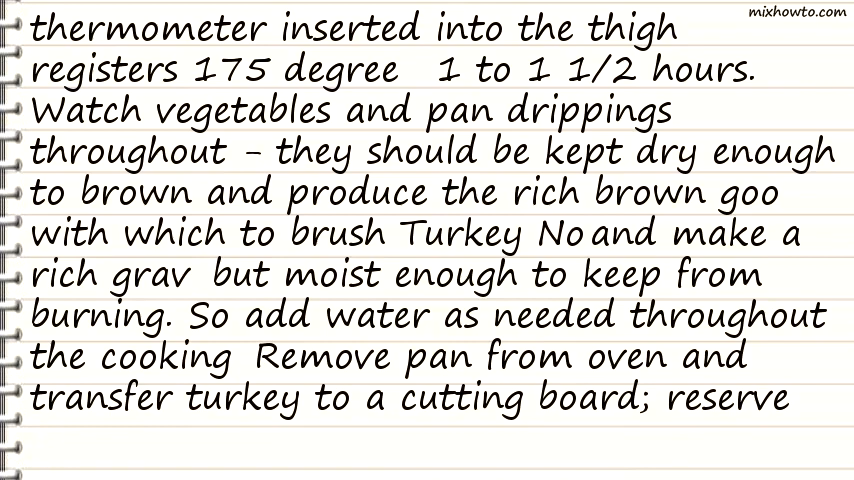 mixhowto.com
thermometer inserted into the thigh
registers 175 degree 1 to 1 1/2 hours.
Watch vegetables and pan drippings
throughout - they should be kept dry enough
to brown and produce the rich brown goo
with which to brush Turkey No and make a
rich grav but moist enough to keep from
burning. So add water as needed throughout
the cooking Remove pan from oven and
transfer turkey to a cutting board; reserve